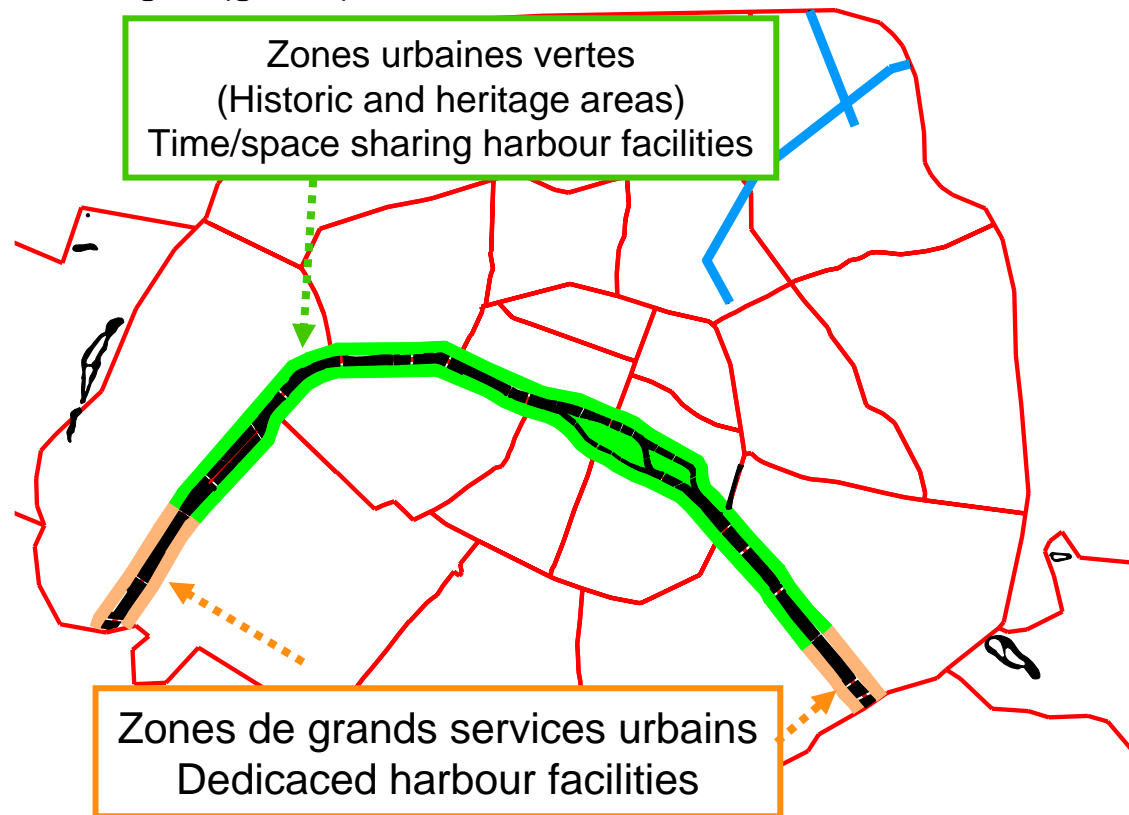 Zones urbaines vertes
(Historic and heritage areas)
Time/space sharing harbour facilities
Zones de grands services urbains
Dedicaced harbour facilities